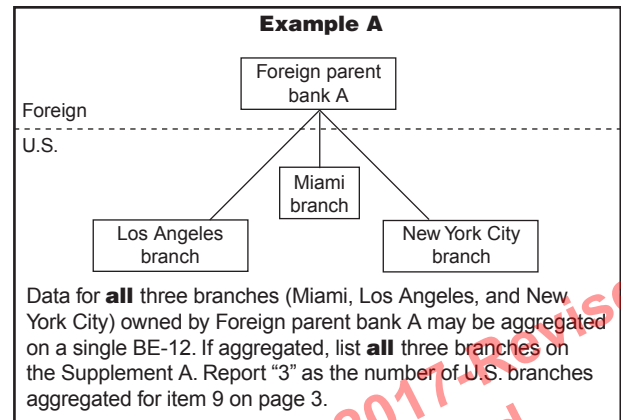 Example A
Foreign parent
bank A
Foreign
U.S.
Miami
branch
Los Angeles
branch
New York City
branch
Data for all three branches (Miami, Los Angeles, and New
York City) owned by Foreign parent bank A may be aggregated
on a single BE-12. If aggregated, list all three branches on
the Supplement A. Report “3” as the number of U.S. branches
aggregated for item 9 on page 3.
2017-Revise